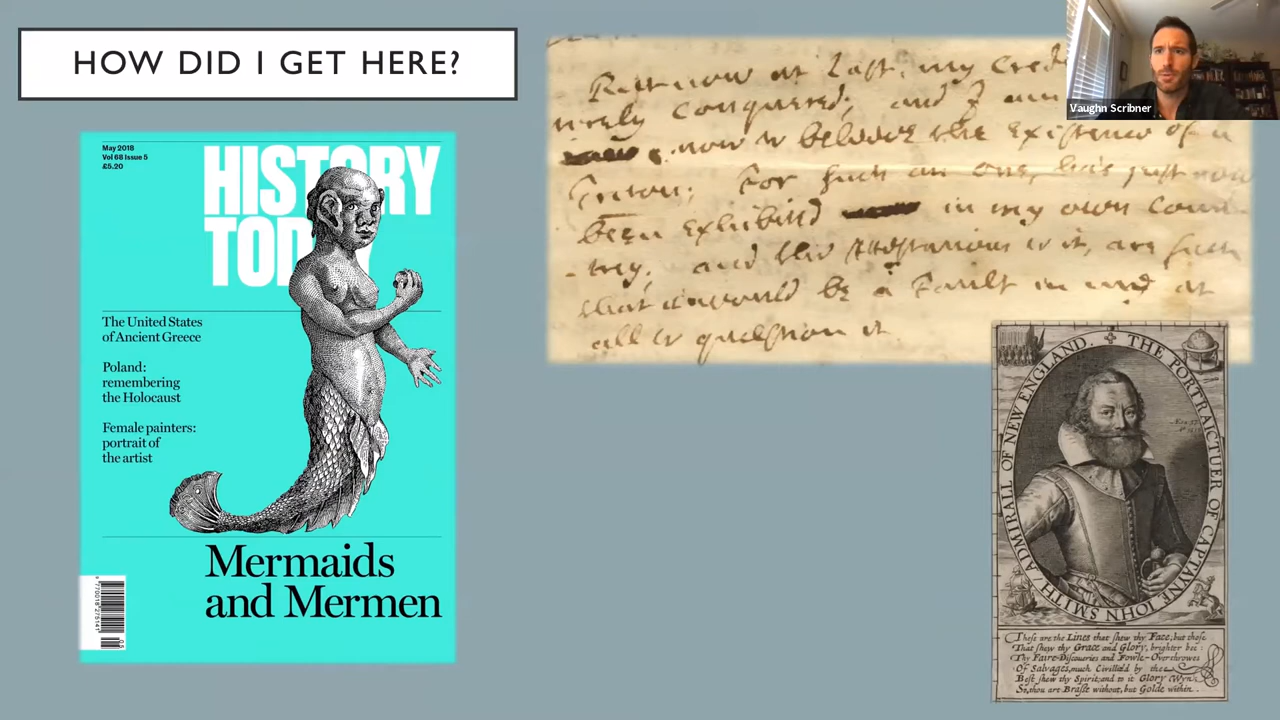 HOW DID I GET HERE?
May 2018
Vol 68 Issue 5
£5.20
HISTORY
TODAY
The United States
of Ancient Greece
Poland:
remembering
the Holocaust
Female painters:
portrait of
the artist
Mermaids
and Mermen
But now at last, my Cred
tirely Conquered; and I am
now to beleeve the Existence of a
Triton; For such an one, has just now
been Exhibited in my own Coun
-trey, and the Attestations to it, are such
that it would be a Fault in me at
all to question it.
Vaughn Scribner
THE PORTRAICTUER OF CAPTAYNE IOHN SMITH / ADMIRALL OF NEW ENGLAND.
These are the Lines that shew thy Face; but those
That shew thy Grace and Glory, brighter bee:
Thy Faire-Discoueries and Fowle-Overthrowes
Of Salvages, much Civilliz'd by thee
Best shew thy Spirit; and to it Glory Wyn;
So, thou art Brasse without, but Golde within.